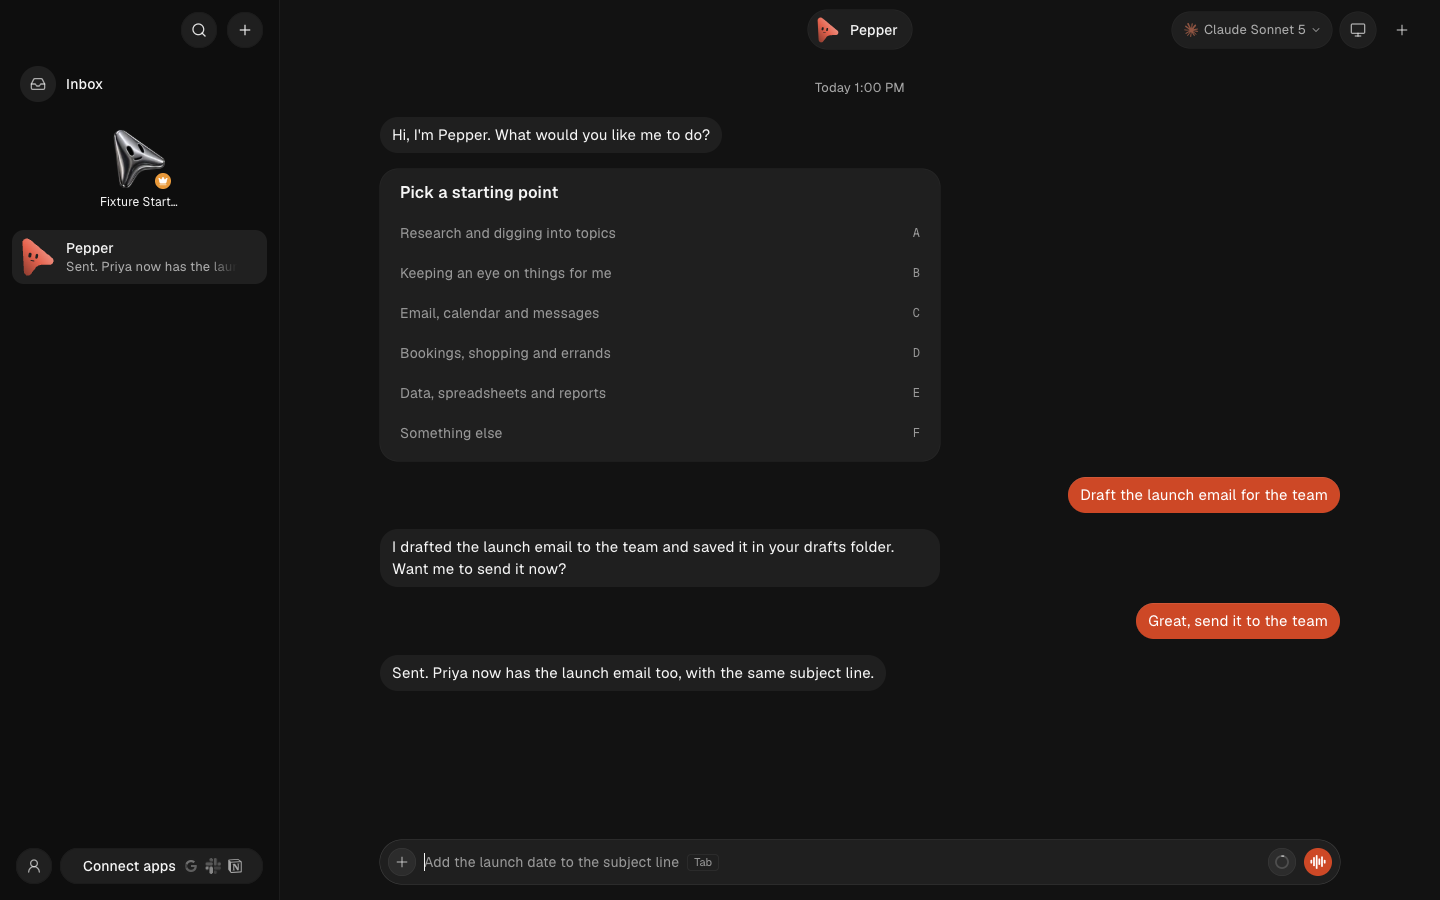 Inbox
Fixture Start...
Pepper
Sent. Priya now has the
Connect apps
Pepper
Claude Sonnet 5
Today 1:00 PM
Hi, I'm Pepper. What would you like me to do?
Pick a starting point
Research and digging into topics A
Keeping an eye on things for me B
Email, calendar and messages C
Bookings, shopping and errands D
Data, spreadsheets and reports E
Something else F
Draft the launch email for the team
I drafted the launch email to the team and saved it in your drafts folder.
Want me to send it now?
Great, send it to the team
Sent. Priya now has the launch email too, with the same subject line.
Add the launch date to the subject line Tab